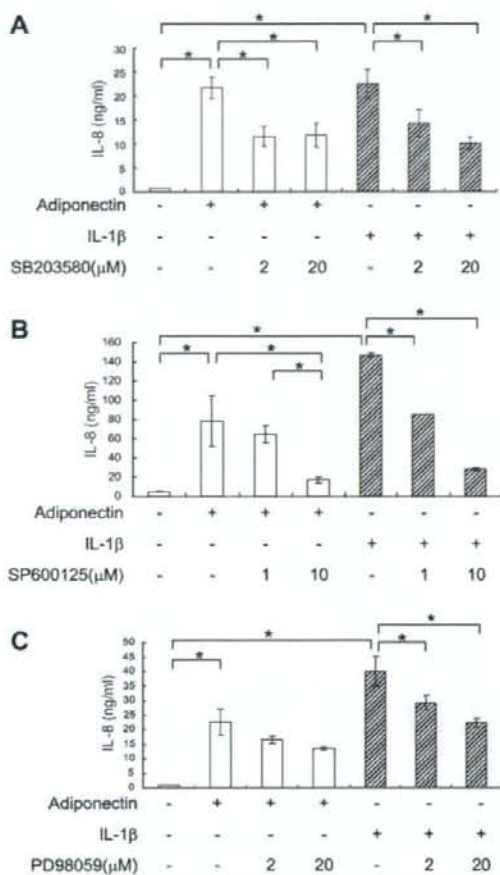 A
* *
* * *
IL-8 (ng/ml)
30
25
20
15
10
5
0
Adiponectin - + + + - - -
IL-1β - - - - + + +
SB203580(μM) - - 2 20 - 2 20
B
* *
* * *
*
IL-8 (ng/ml)
160
140
120
100
80
60
40
20
0
Adiponectin - + + + - - -
IL-1β - - - - + + +
SP600125(μM) - - 1 10 - 1 10
C
* *
* *
IL-8 (ng/ml)
50
45
40
35
30
25
20
15
10
5
0
Adiponectin - + + + - - -
IL-1β - - - - + + +
PD98059(μM) - - 2 20 - 2 20